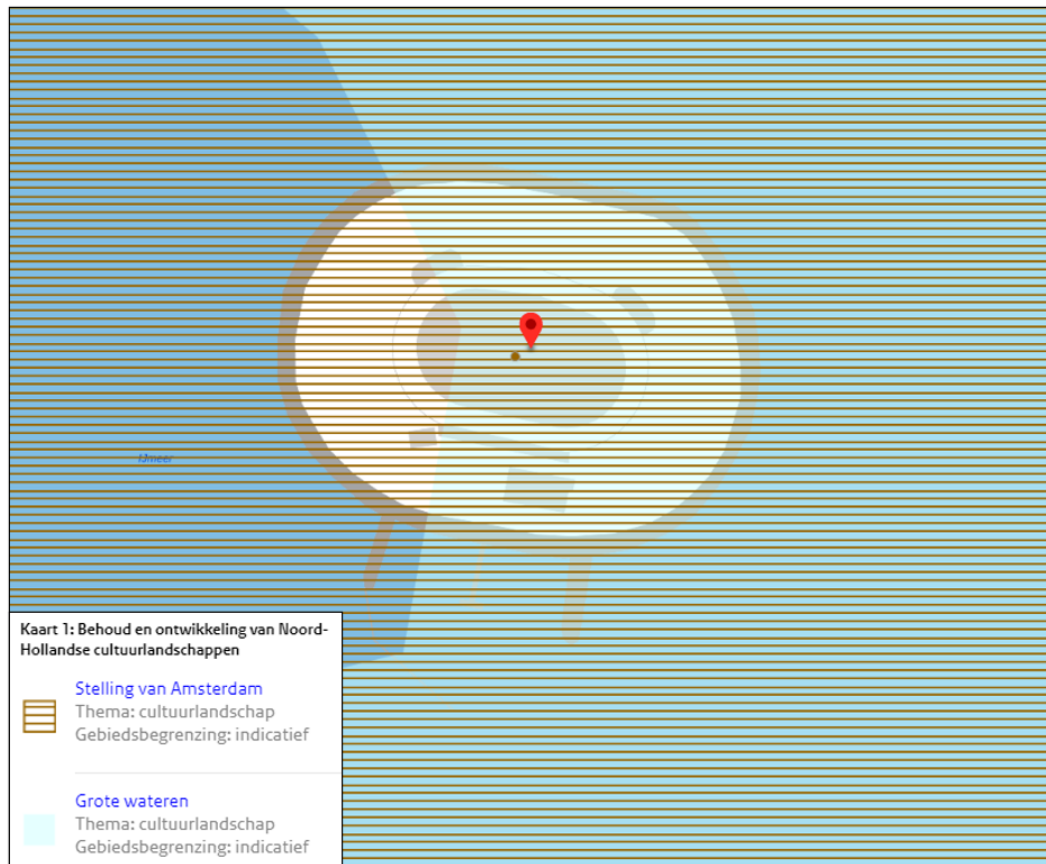 IJmeer
Kaart 1: Behoud en ontwikkeling van Noord-
Hollandse cultuurlandschappen
Stelling van Amsterdam
Thema: cultuurlandschap
Gebiedsbegrenzing: indicatief
Grote wateren
Thema: cultuurlandschap
Gebiedsbegrenzing: indicatief